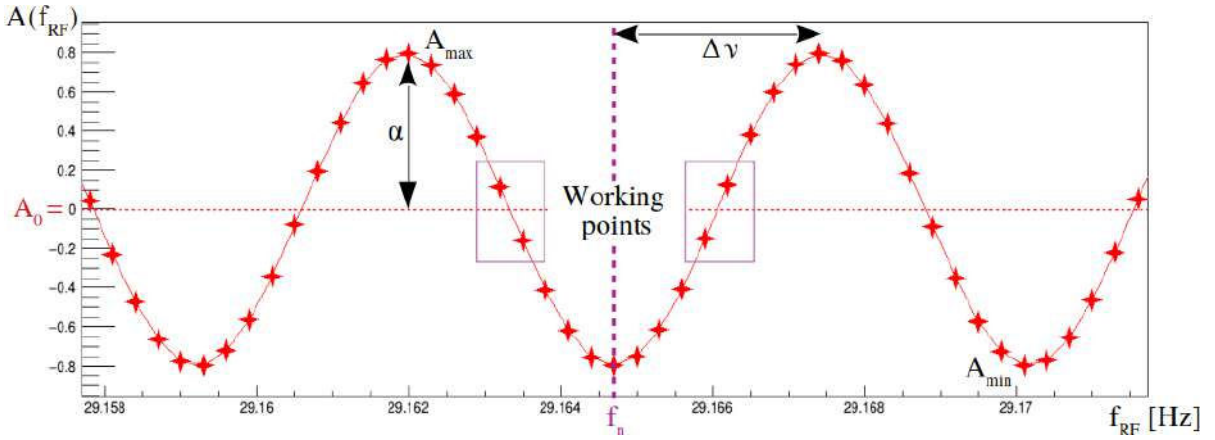 A(f_RF)
A_max
Δν
0.8
0.6
0.4
α
0.2
Working
points
A_0 = 0
−0.2
−0.4
−0.6
−0.8
A_min
29.158 29.16 29.162 29.164 29.166 29.168 29.17
f_n
f_RF [Hz]